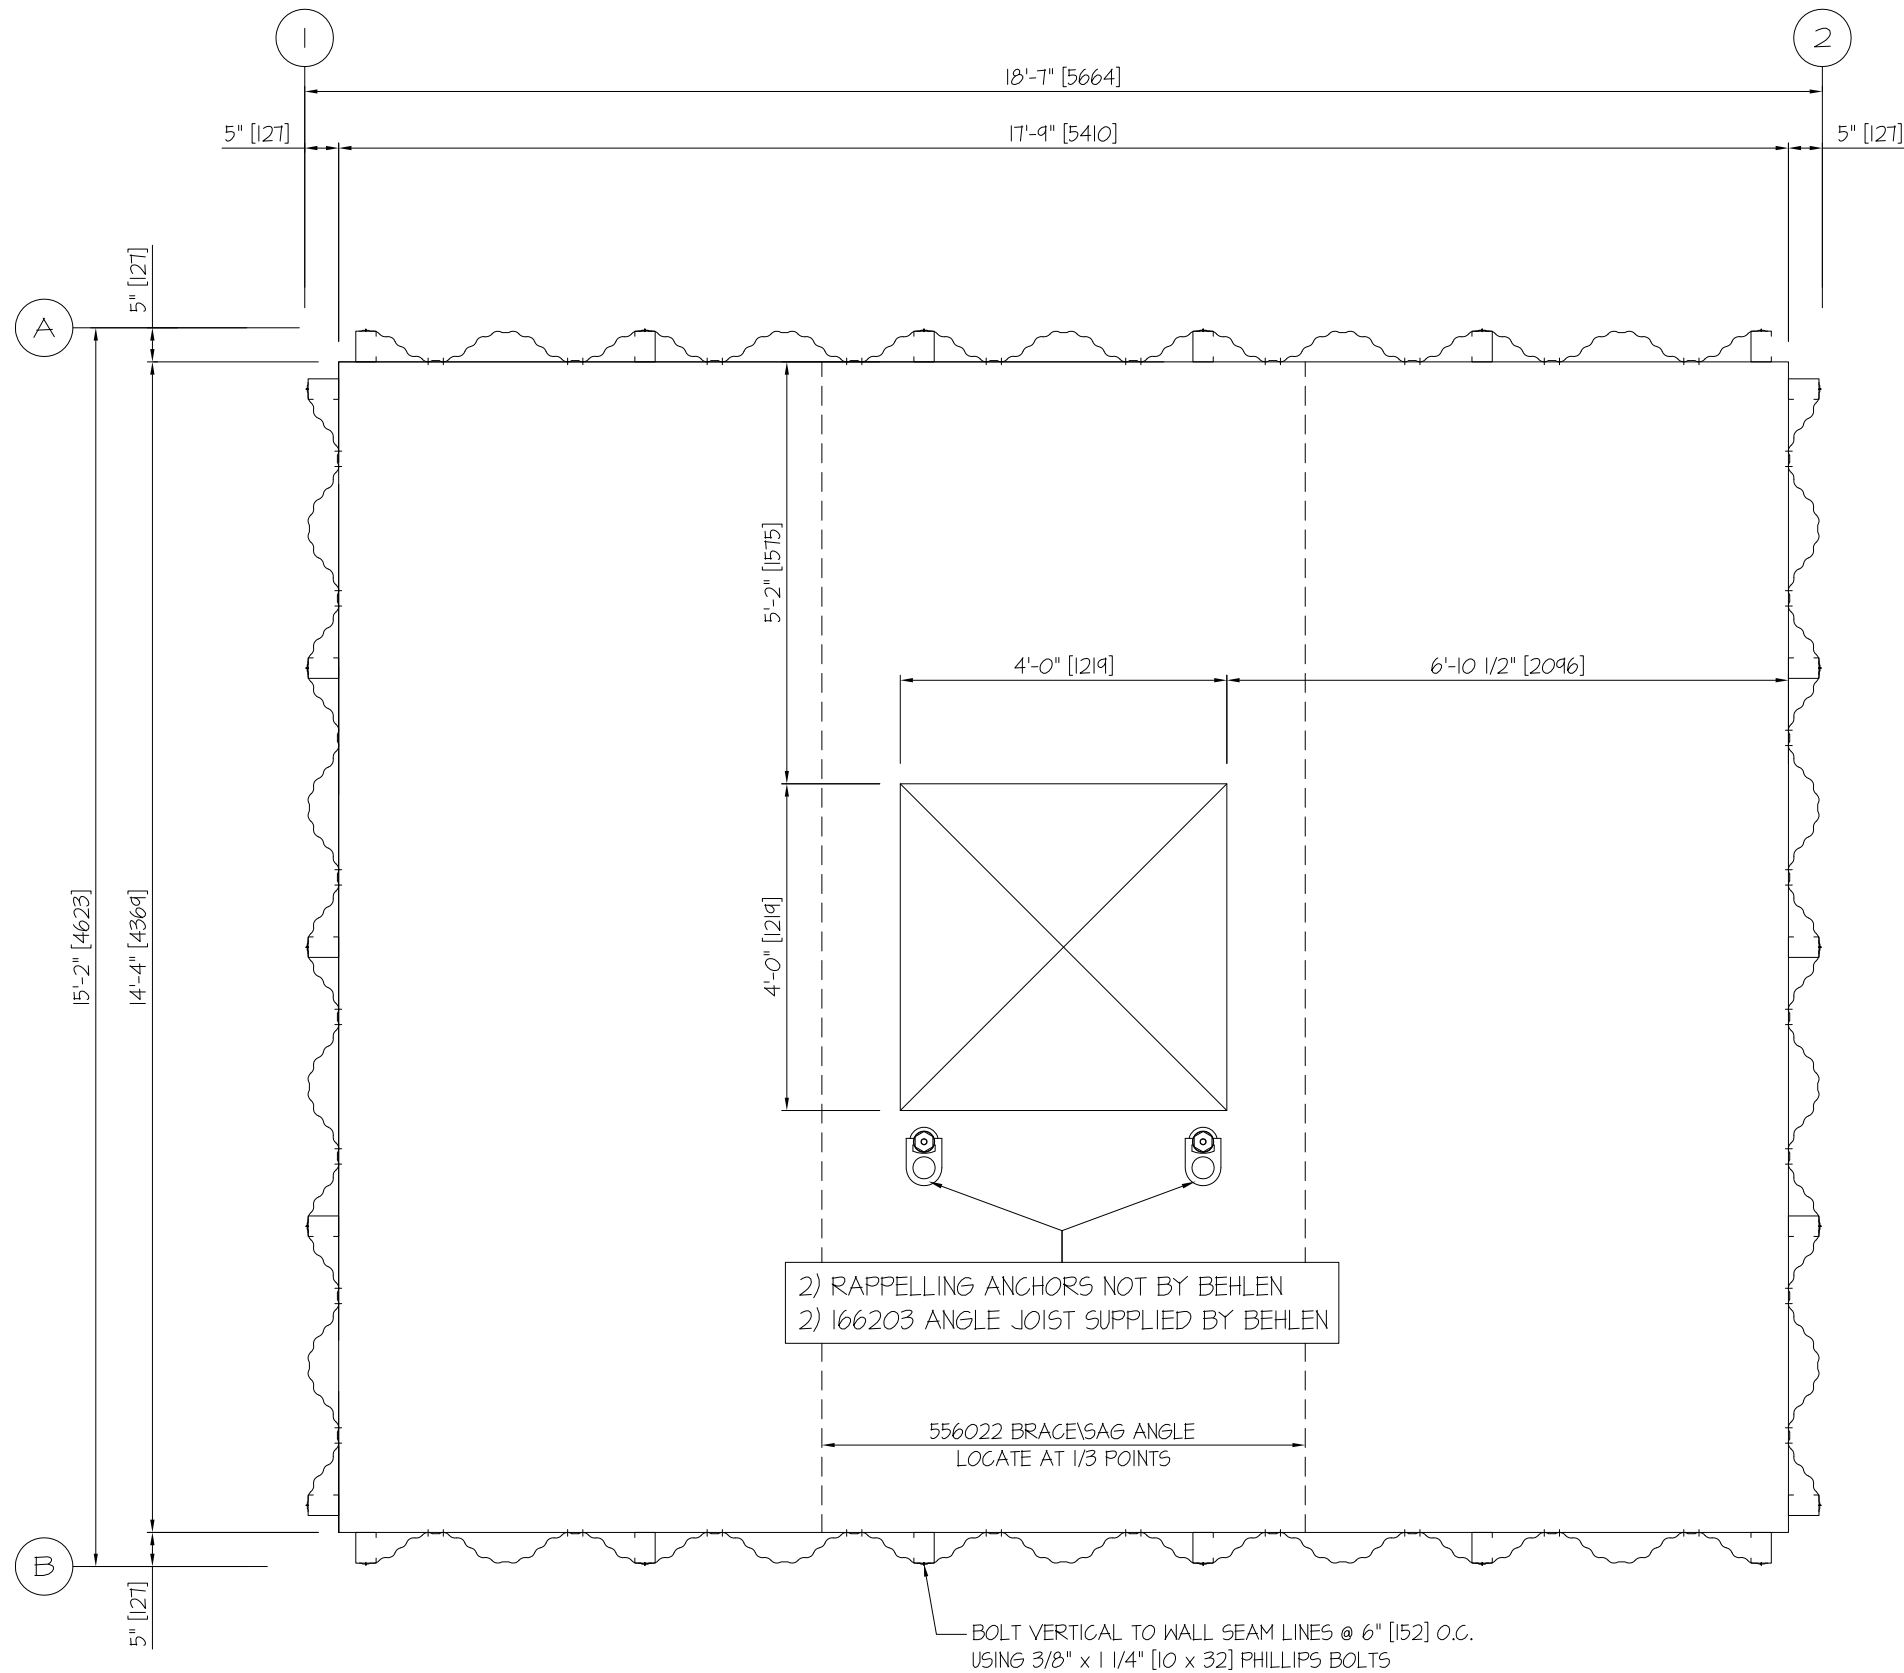 1
2
18'-7" [5664]
5" [127]
17'-9" [5410]
5" [127]
5" [127]
A
5'-2" [1575]
4'-0" [1219]
6'-10 1/2" [2096]
15'-2" [4623]
14'-4" [4369]
4'-0" [1219]
2) RAPPELLING ANCHORS NOT BY BEHLEN
2) 166203 ANGLE JOIST SUPPLIED BY BEHLEN
556022 BRACE\SAG ANGLE
LOCATE AT 1/3 POINTS
B
5" [127]
BOLT VERTICAL TO WALL SEAM LINES @ 6" [152] O.C.
USING 3/8" x 1 1/4" [10 x 32] PHILLIPS BOLTS